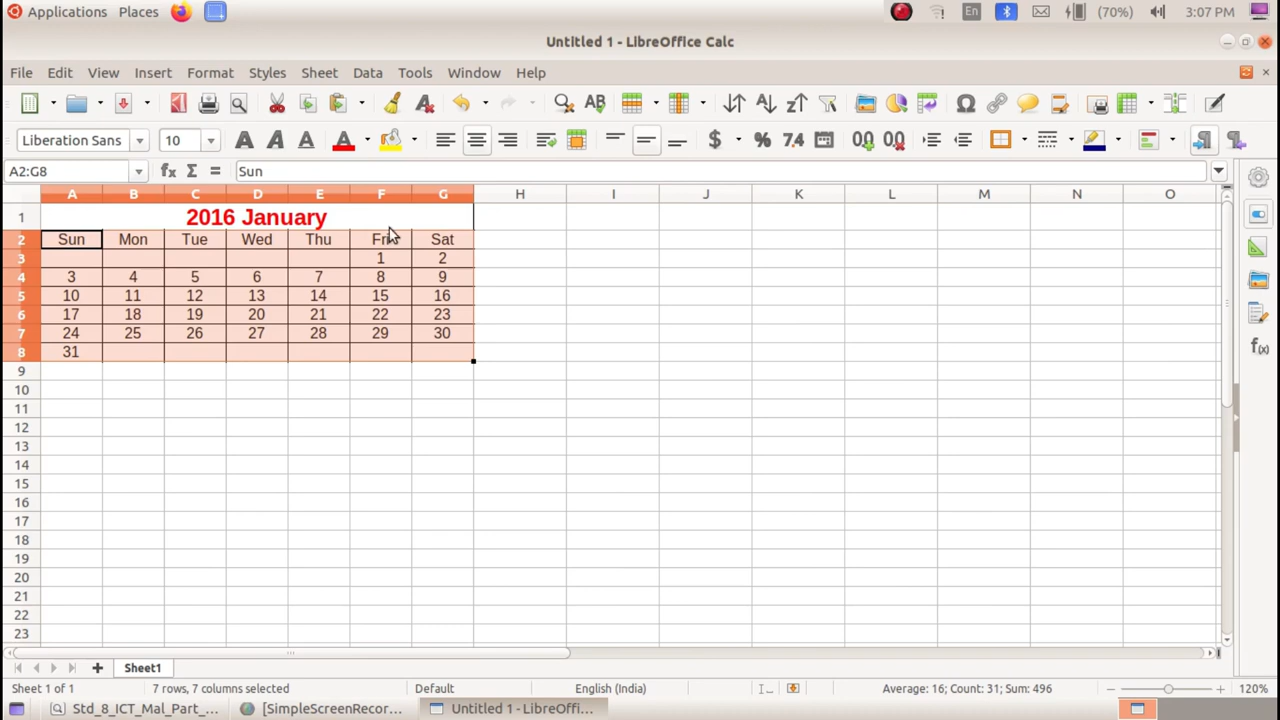 Applications Places En (70%) 3:07 PM
Untitled 1 - LibreOffice Calc
File Edit View Insert Format Styles Sheet Data Tools Window Help
Liberation Sans 10
A2:G8 Sun
A B C D E F G H I J K L M N O
1 2016 January
2 Sun Mon Tue Wed Thu Fri Sat
3 1 2
4 3 4 5 6 7 8 9
5 10 11 12 13 14 15 16
6 17 18 19 20 21 22 23
7 24 25 26 27 28 29 30
8 31
9
10
11
12
13
14
15
16
17
18
19
20
21
22
23
Sheet1
Sheet 1 of 1 7 rows, 7 columns selected Default English (India) Average: 16; Count: 31; Sum: 496 120%
Std_8_ICT_Mal_Part_... [SimpleScreenRecor... Untitled 1 - LibreOffi...